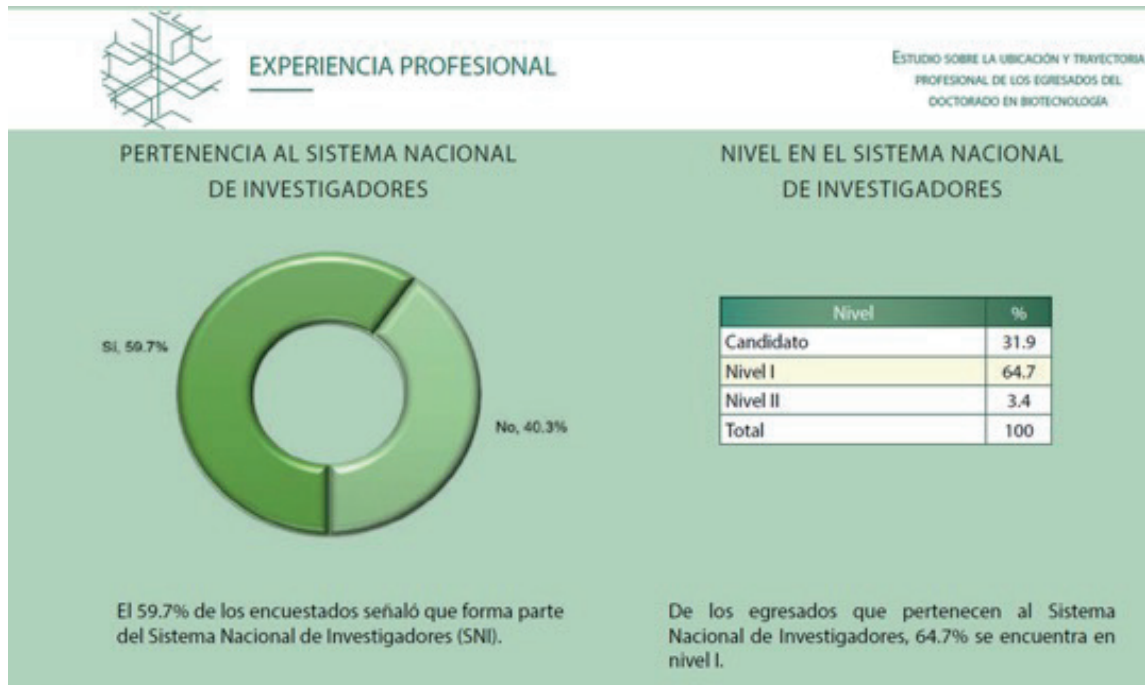 EXPERIENCIA PROFESIONAL
ESTUDIO SOBRE LA UBICACIÓN Y TRAYECTORIA
PROFESIONAL DE LOS EGRESADOS DEL
DOCTORADO EN BIOTECNOLOGÍA
PERTENENCIA AL SISTEMA NACIONAL
DE INVESTIGADORES
Sí, 59.7%
No, 40.3%
El 59.7% de los encuestados señaló que forma parte
del Sistema Nacional de Investigadores (SNI).
NIVEL EN EL SISTEMA NACIONAL
DE INVESTIGADORES
Nivel %
Candidato 31.9
Nivel I 64.7
Nivel II 3.4
Total 100
De los egresados que pertenecen al Sistema
Nacional de Investigadores, 64.7% se encuentra en
nivel I.